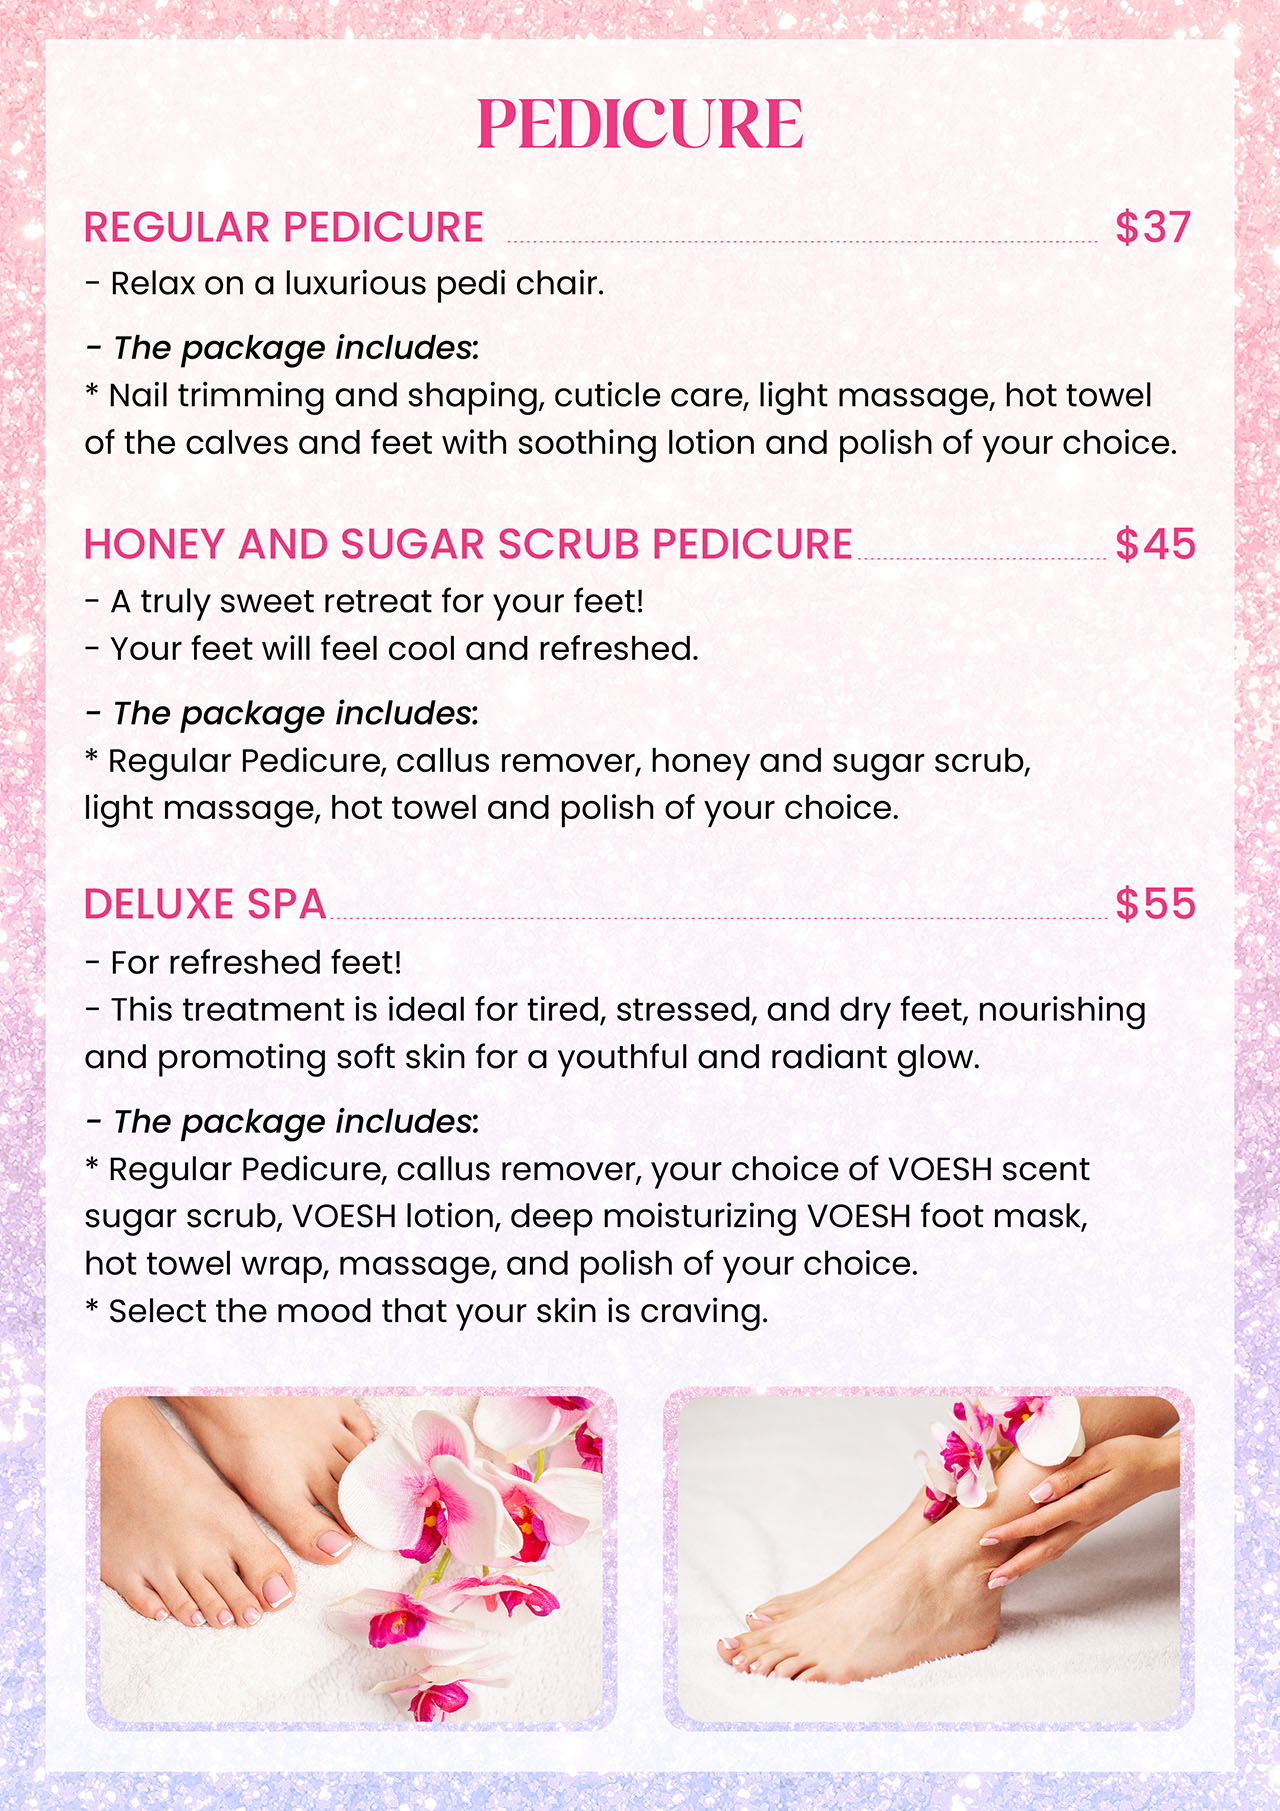 PEDICURE
REGULAR PEDICURE $37
- Relax on a luxurious pedi chair.
- The package includes:
* Nail trimming and shaping, cuticle care, light massage, hot towel
of the calves and feet with soothing lotion and polish of your choice.
HONEY AND SUGAR SCRUB PEDICURE $45
- A truly sweet retreat for your feet!
- Your feet will feel cool and refreshed.
- The package includes:
* Regular Pedicure, callus remover, honey and sugar scrub,
light massage, hot towel and polish of your choice.
DELUXE SPA $55
- For refreshed feet!
- This treatment is ideal for tired, stressed, and dry feet, nourishing
and promoting soft skin for a youthful and radiant glow.
- The package includes:
* Regular Pedicure, callus remover, your choice of VOESH scent
sugar scrub, VOESH lotion, deep moisturizing VOESH foot mask,
hot towel wrap, massage, and polish of your choice.
* Select the mood that your skin is craving.